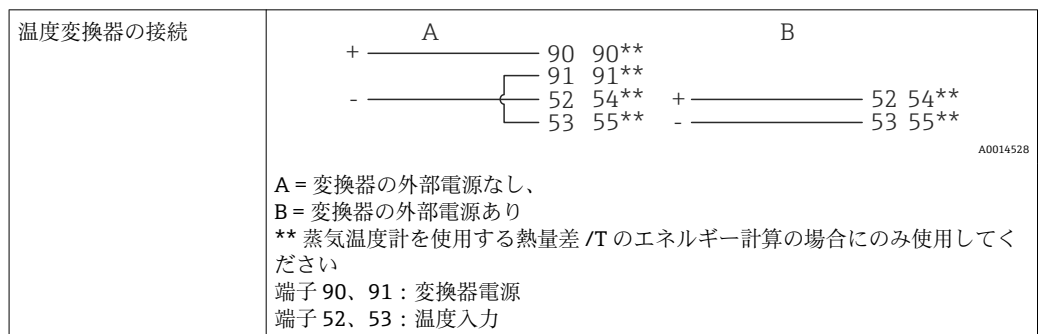 温度変換器の接続
A B
+ 90 90**
91 91**
- 52 54** + 52 54**
53 55** - 53 55**
A0014528
A = 変換器の外部電源なし、
B = 変換器の外部電源あり
** 蒸気温度計を使用する熱量差 /T のエネルギー計算の場合にのみ使用してく
ださい
端子 90、91：変換器電源
端子 52、53：温度入力